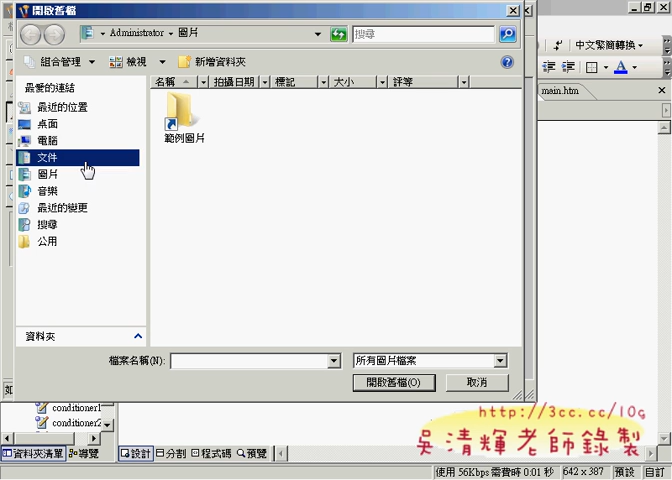 開啟舊檔
Administrator
圖片
搜尋
組合管理
檢視
新增資料夾
最愛的連結
名稱
拍攝日期
標記
大小
評等
最近的位置
桌面
電腦
文件
圖片
音樂
最近的變更
搜尋
公用
範例圖片
資料夾
檔案名稱(N):
所有圖片檔案
開啟舊檔(O)
取消
中文繁簡轉換
main.htm
conditioner1
conditioner2
資料夾清單
導覽
設計
分割
程式碼
預覽
http://3cc.cc/10g
吳清輝老師錄製
使用 56Kbps 需費時 0:01 秒
642 x 387
預設
自訂